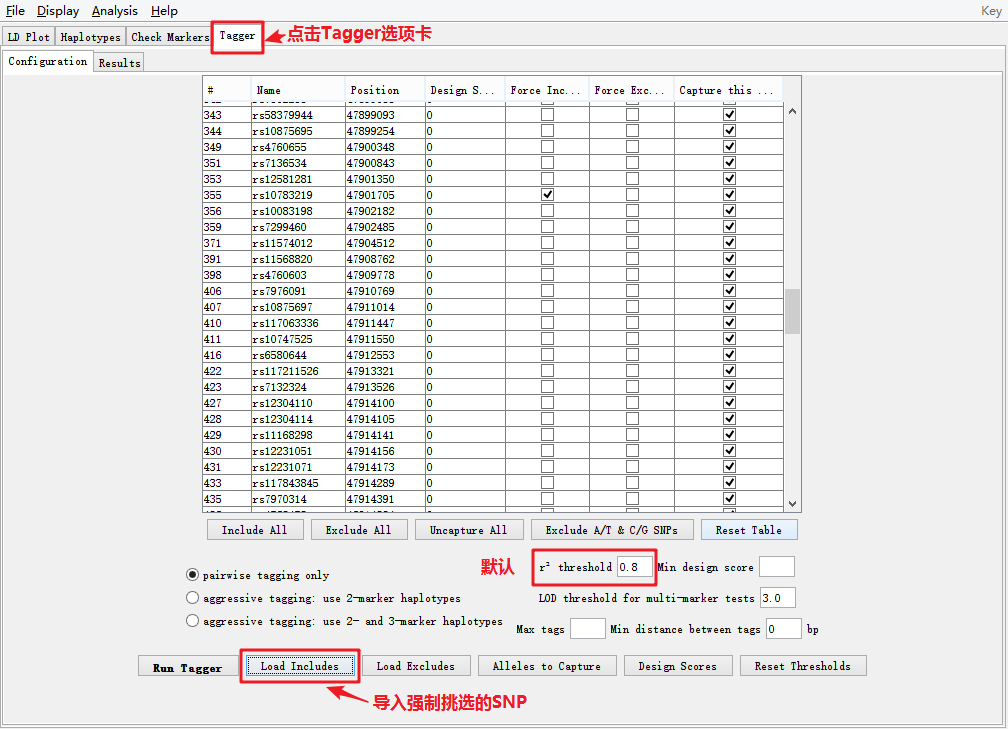 File Display Analysis Help Key
LD Plot Haplotypes Check Markers Tagger 点击Tagger选项卡
Configuration Results
# Name Position Design S... Force Inc... Force Exc... Capture this ...
343 rs58379944 47899093 0
344 rs10875695 47899254 0
349 rs4760655 47900348 0
351 rs7136534 47900843 0
353 rs12581281 47901350 0
355 rs10783219 47901705 0
356 rs10083198 47902182 0
359 rs7299460 47902485 0
371 rs11574012 47904512 0
391 rs11568820 47908762 0
398 rs4760603 47909778 0
406 rs7976091 47910769 0
407 rs10875697 47911014 0
410 rs117063336 47911447 0
411 rs10747525 47911550 0
416 rs6580644 47912553 0
422 rs117211526 47913321 0
423 rs7132324 47913526 0
427 rs12304110 47914100 0
428 rs12304114 47914105 0
429 rs11168298 47914141 0
430 rs12231051 47914156 0
431 rs12231071 47914173 0
433 rs117843845 47914289 0
435 rs7970314 47914391 0
Include All Exclude All Uncapture All Exclude A/T & C/G SNPs Reset Table
默认 r² threshold 0.8 Min design score
pairwise tagging only
aggressive tagging: use 2-marker haplotypes LOD threshold for multi-marker tests 3.0
aggressive tagging: use 2- and 3-marker haplotypes Max tags Min distance between tags 0 bp
Run Tagger Load Includes Load Excludes Alleles to Capture Design Scores Reset Thresholds
导入强制挑选的SNP